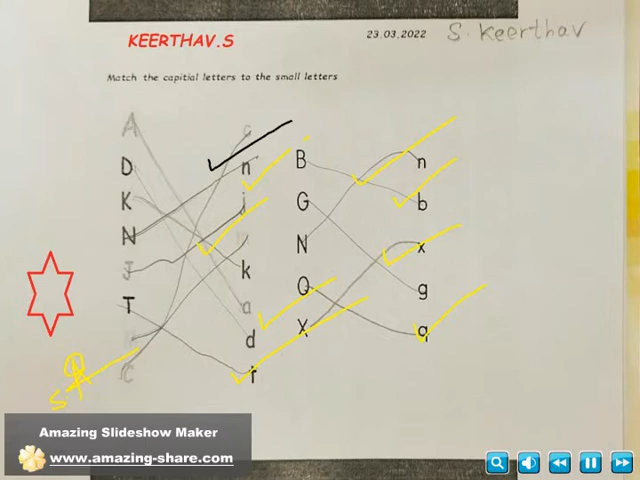 KEERTHAV.S
23.03.2022
S. Keerthav
Match the capitial letters to the small letters
A c
D n
K j
N
J k
T a
d
C t
B n
G b
N x
Q g
X q
Amazing Slideshow Maker
www.amazing-share.com